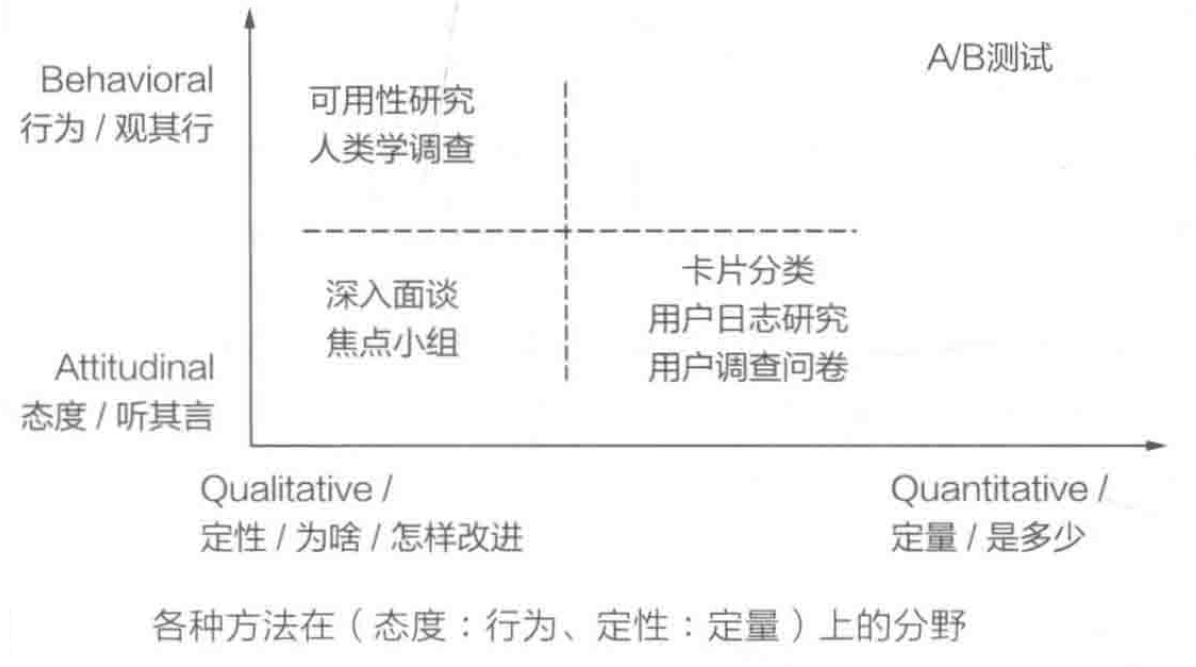 A/B测试
Behavioral
行为 / 观其行
可用性研究
人类学调查
深入面谈
焦点小组
卡片分类
用户日志研究
用户调查问卷
Attitudinal
态度 / 听其言
Qualitative /
定性 / 为啥 / 怎样改进
Quantitative /
定量 / 是多少
各种方法在（态度：行为、定性：定量）上的分野